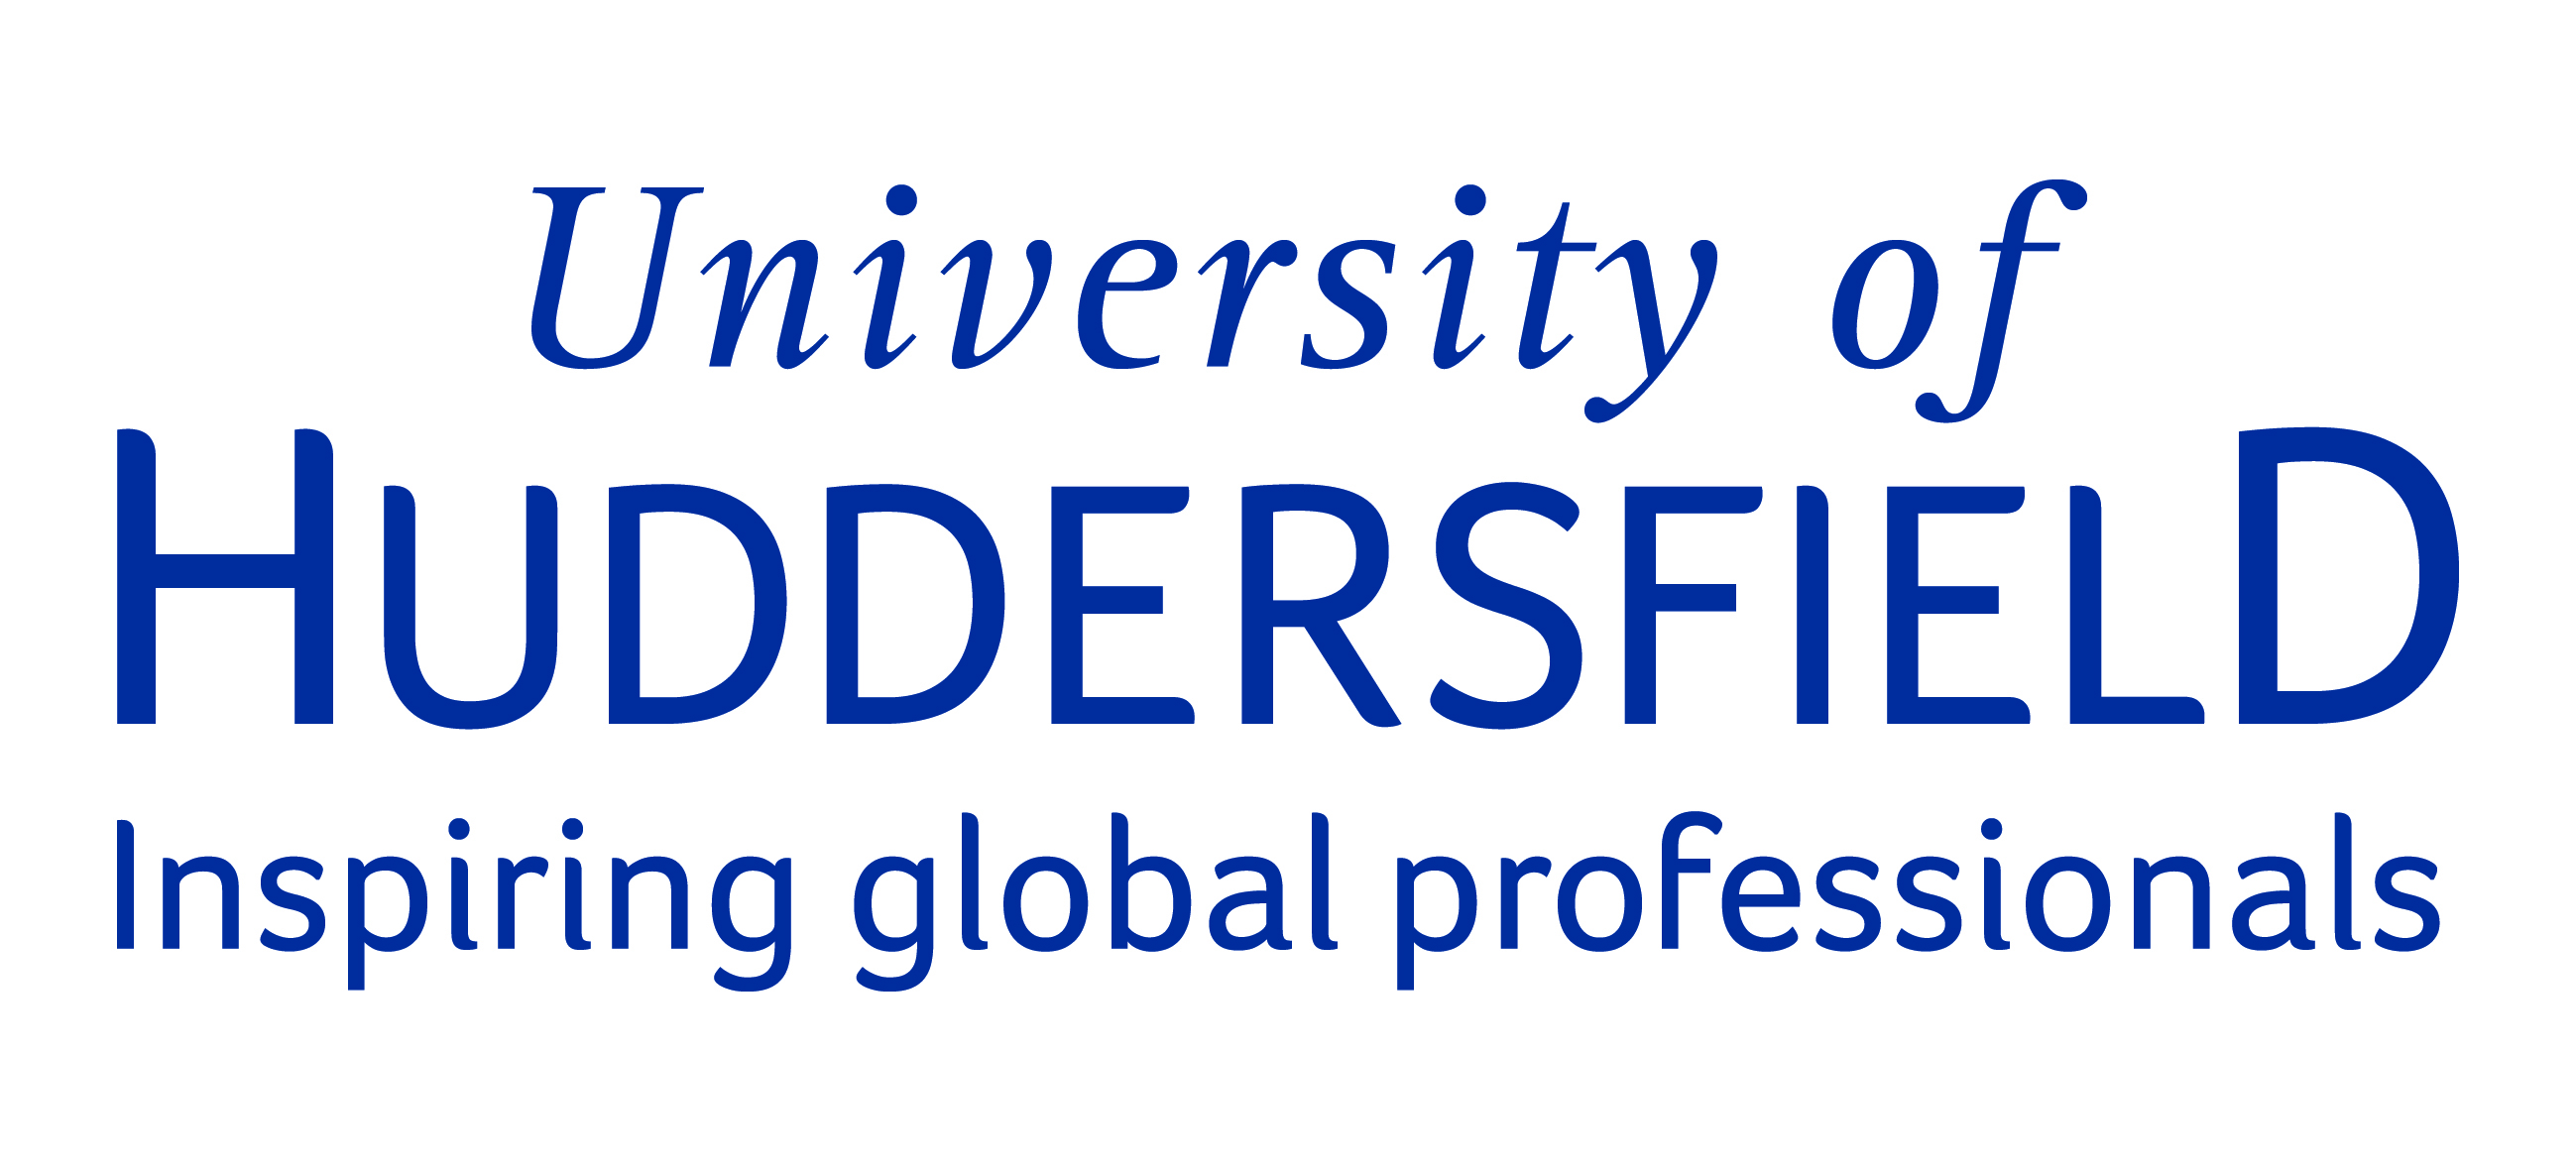 University of
HUDDERSFIELD
Inspiring global professionals